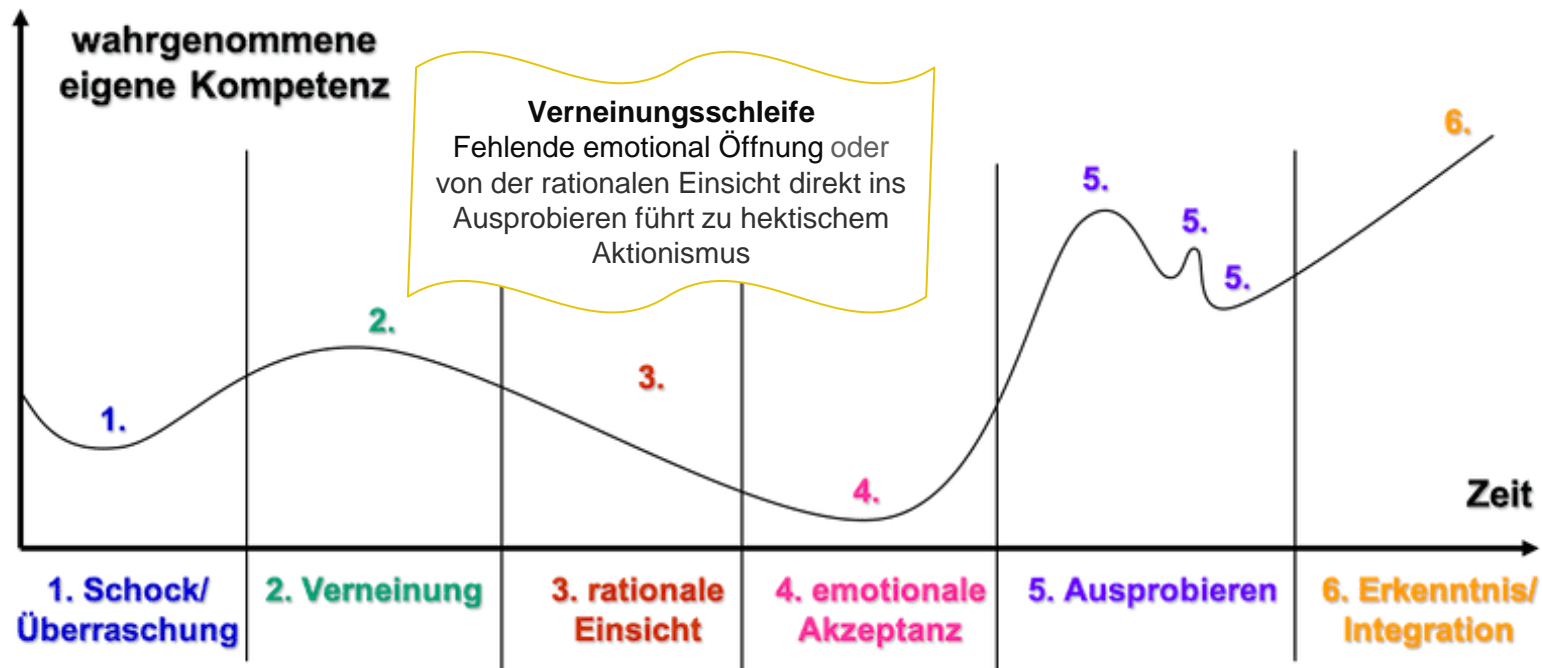 wahrgenommene
eigene Kompetenz
Verneinungsschleife
Fehlende emotional Öffnung oder
von der rationalen Einsicht direkt ins
Ausprobieren führt zu hektischem
Aktionismus
6.
5.
5.
5.
2.
3.
1.
4.
Zeit
1. Schock/
Überraschung
2. Verneinung
3. rationale
Einsicht
4. emotionale
Akzeptanz
5. Ausprobieren
6. Erkenntnis/
Integration